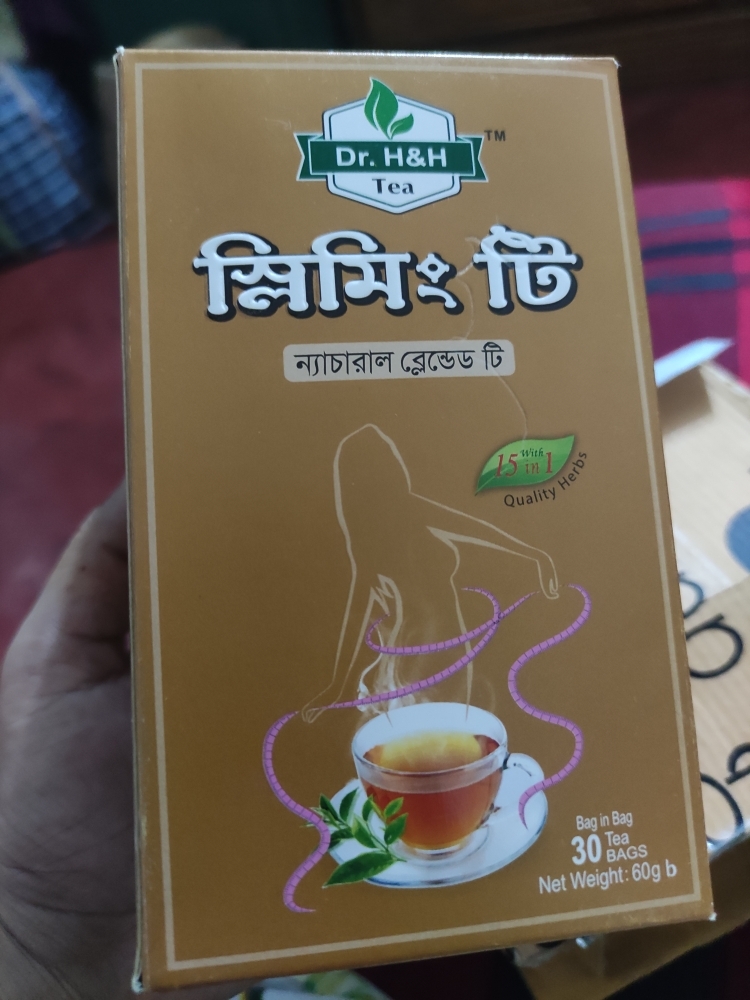 Dr. H&H
TM
Tea
স্লিমিং টি
ন্যাচারাল ব্লেন্ডেড টি
With
15 in 1
Quality Herbs
Bag in Bag
30 Tea BAGS
Net Weight: 60g b